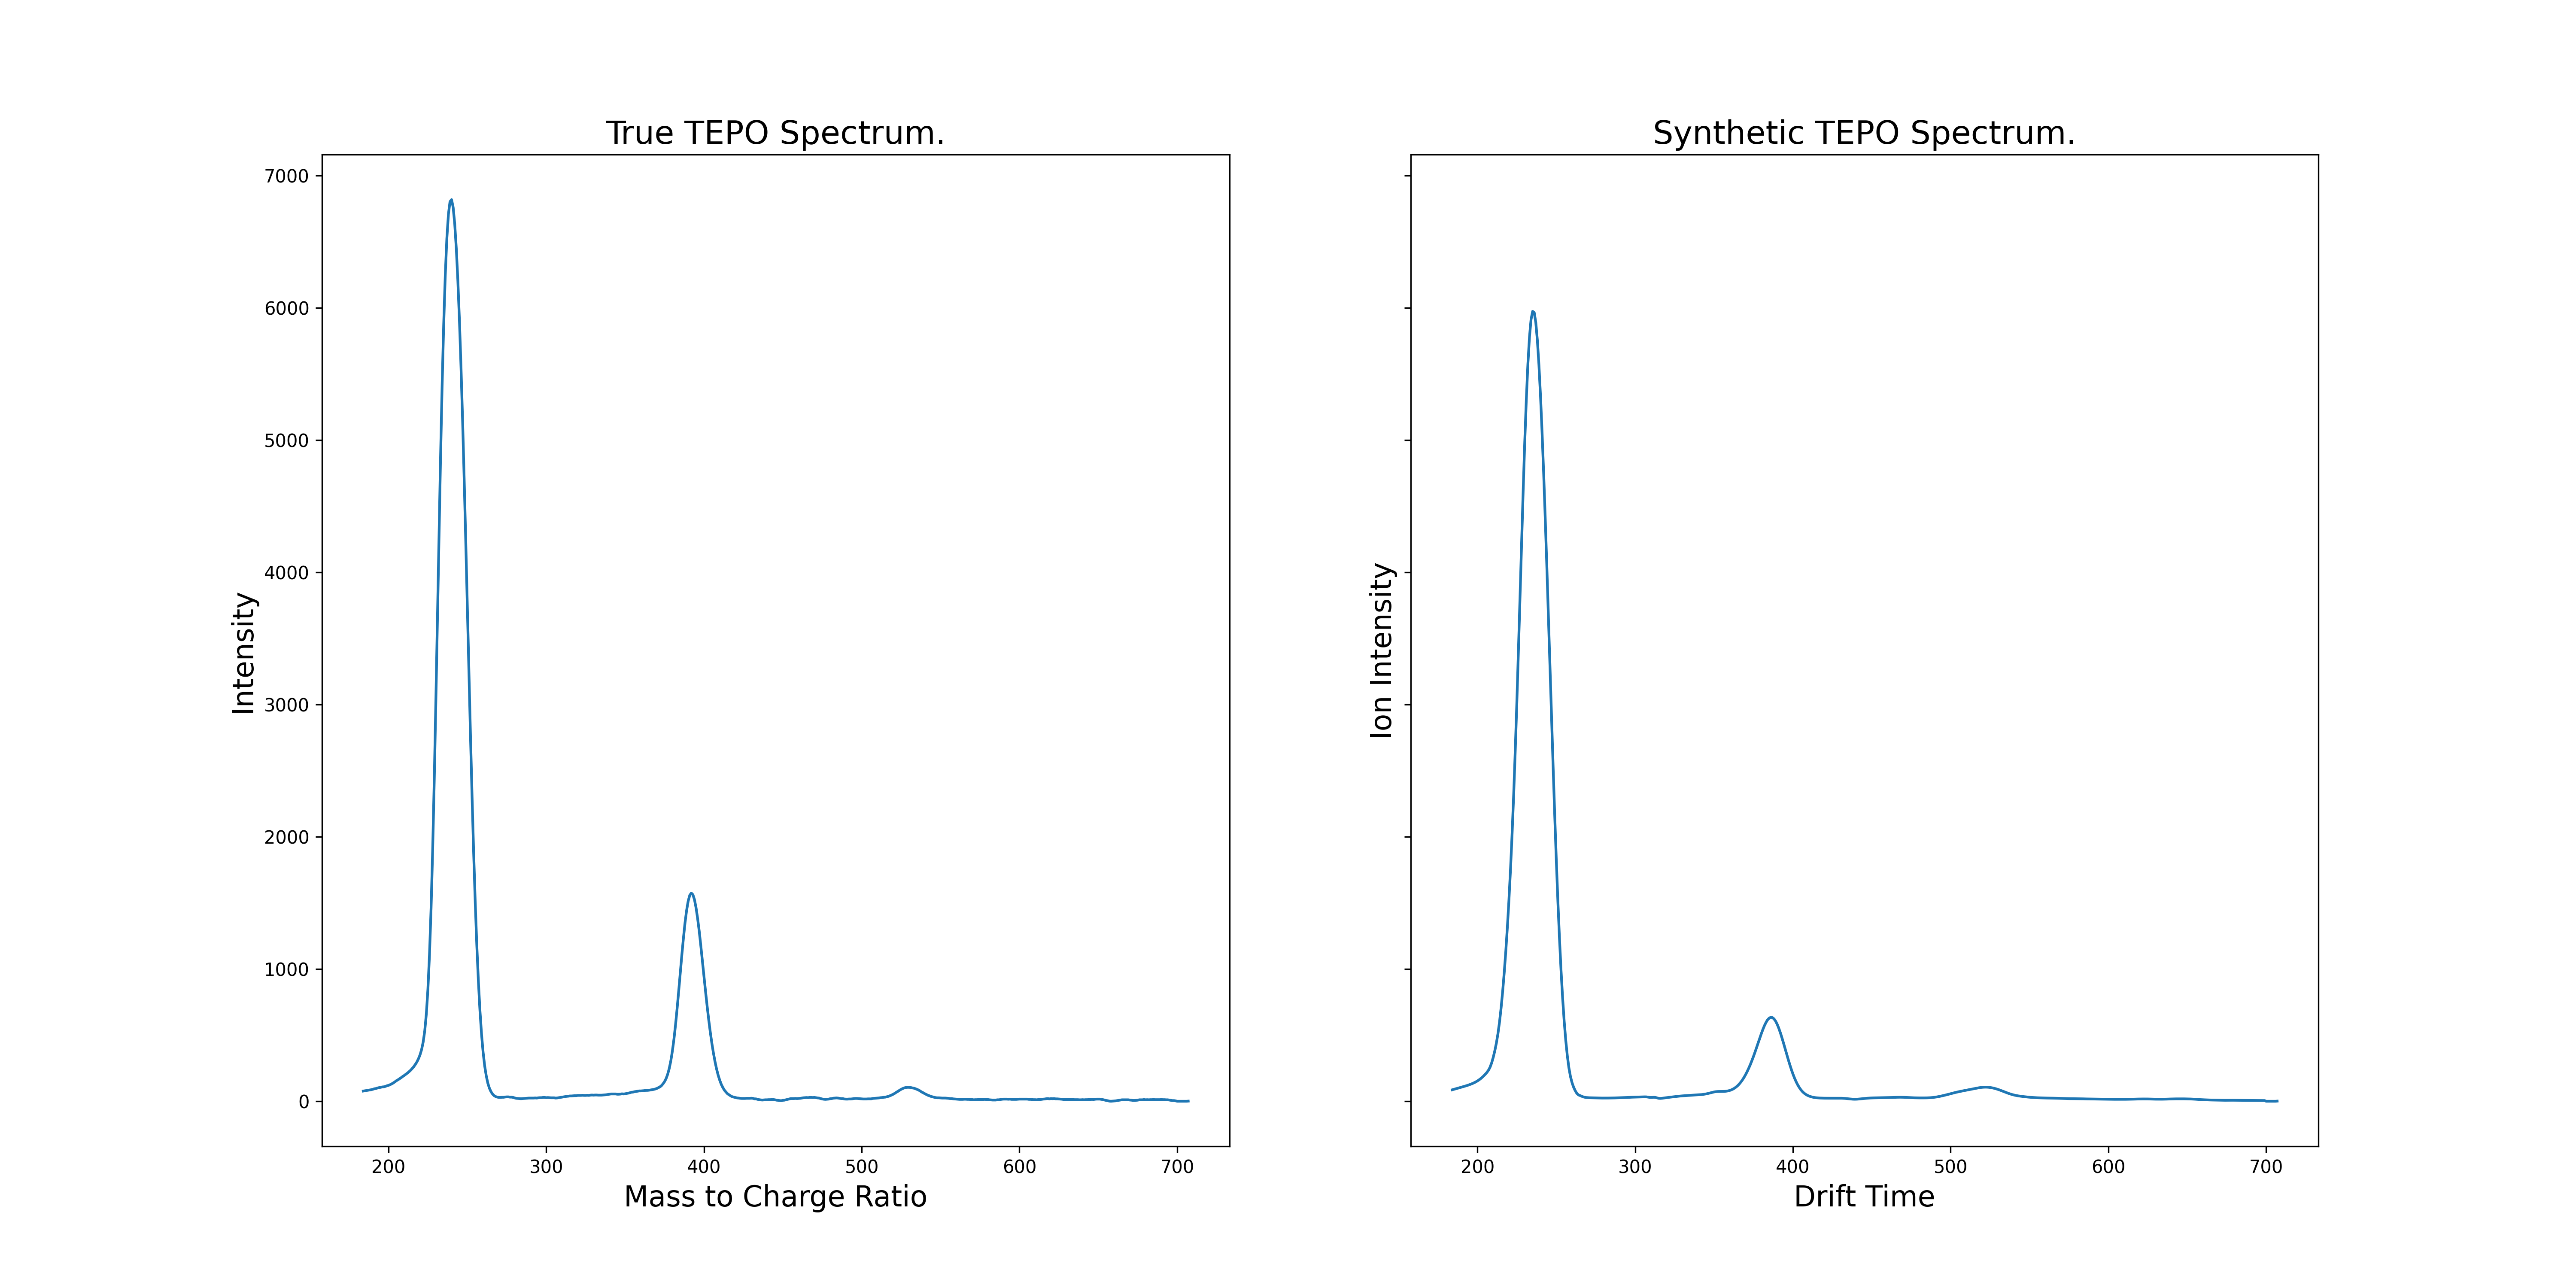 True TEPO Spectrum.
7000
6000
5000
4000
3000
2000
1000
0
Intensity
200 300 400 500 600 700
Mass to Charge Ratio
Synthetic TEPO Spectrum.
Ion Intensity
200 300 400 500 600 700
Drift Time